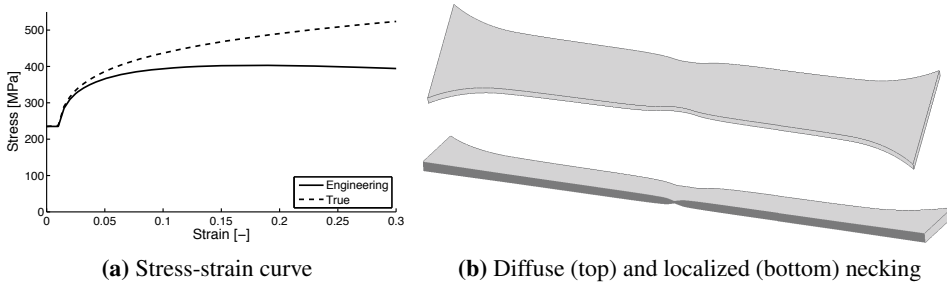 500
400
300
200
100
0
Stress [MPa]
Engineering
True
0 0.05 0.1 0.15 0.2 0.25 0.3
Strain [-]
(a) Stress-strain curve
(b) Diffuse (top) and localized (bottom) necking